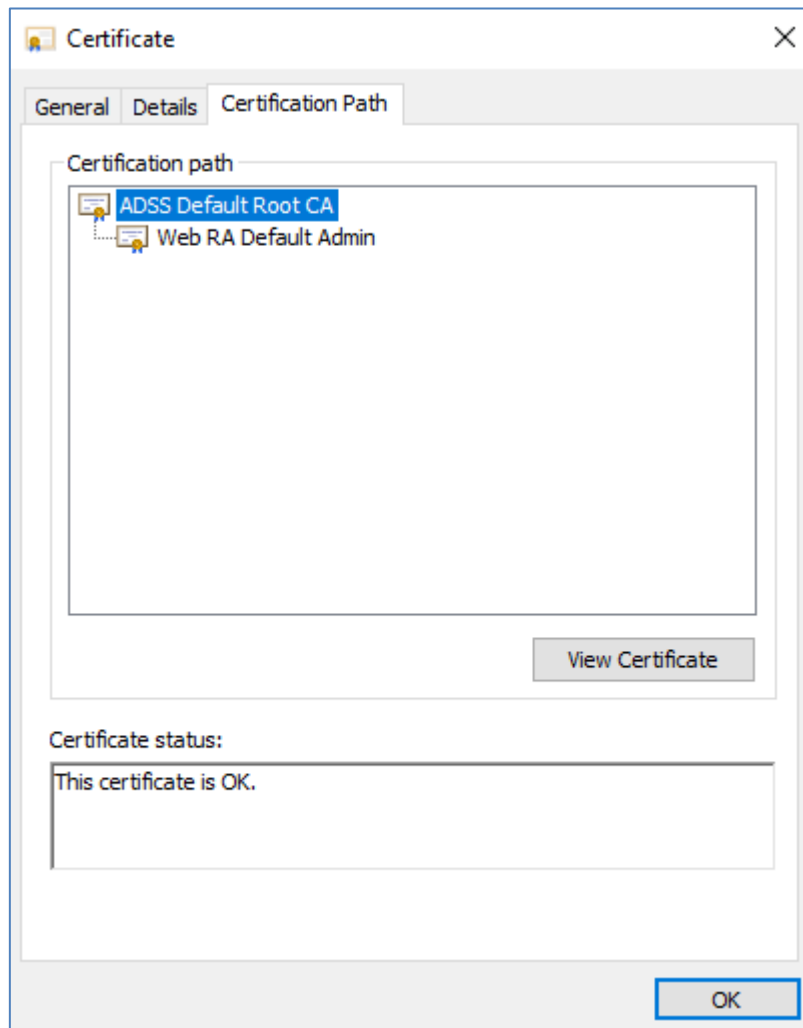 Certificate
General Details Certification Path
Certification path
ADSS Default Root CA
Web RA Default Admin
View Certificate
Certificate status:
This certificate is OK.
OK